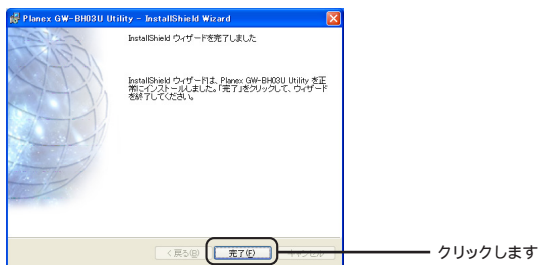 Planex GW-BH03U Utility - InstallShield Wizard
InstallShield ウィザードを完了しました
InstallShield ウィザードは、Planex GW-BH03U Utility を正
常にインストールしました。「完了」をクリックして、ウィザード
を終了してください。
< 戻る(B)
完了(F)
キャンセル
クリックします